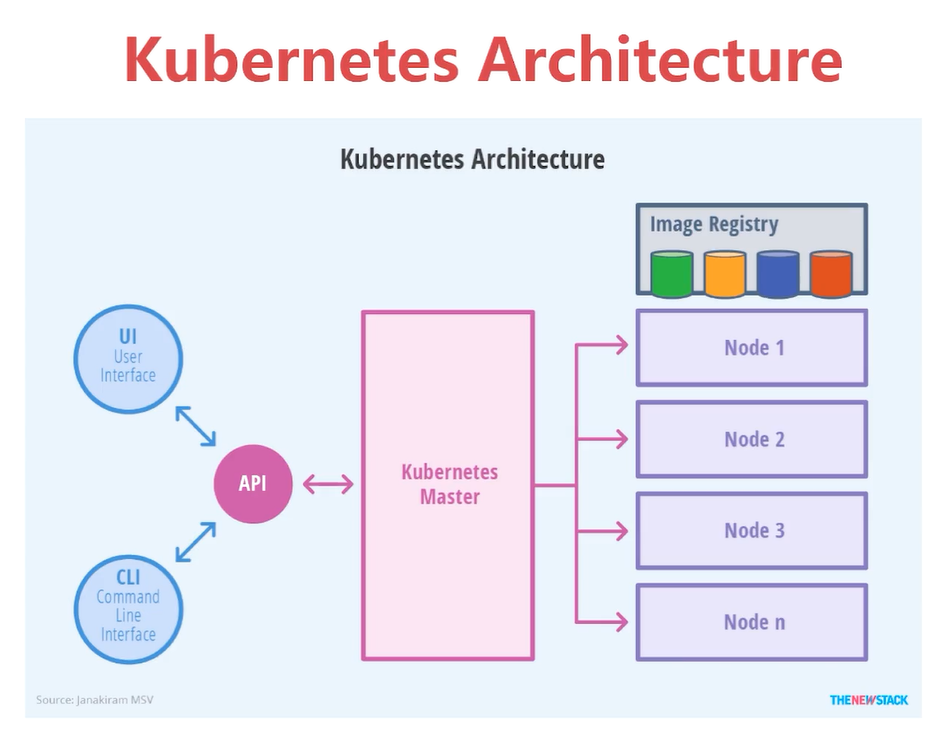 Kubernetes Architecture
Kubernetes Architecture
Image Registry
UI
User
Interface
API
CLI
Command
Line
Interface
Kubernetes
Master
Node 1
Node 2
Node 3
Node n
Source: Janakiram MSV
THENEWSTACK